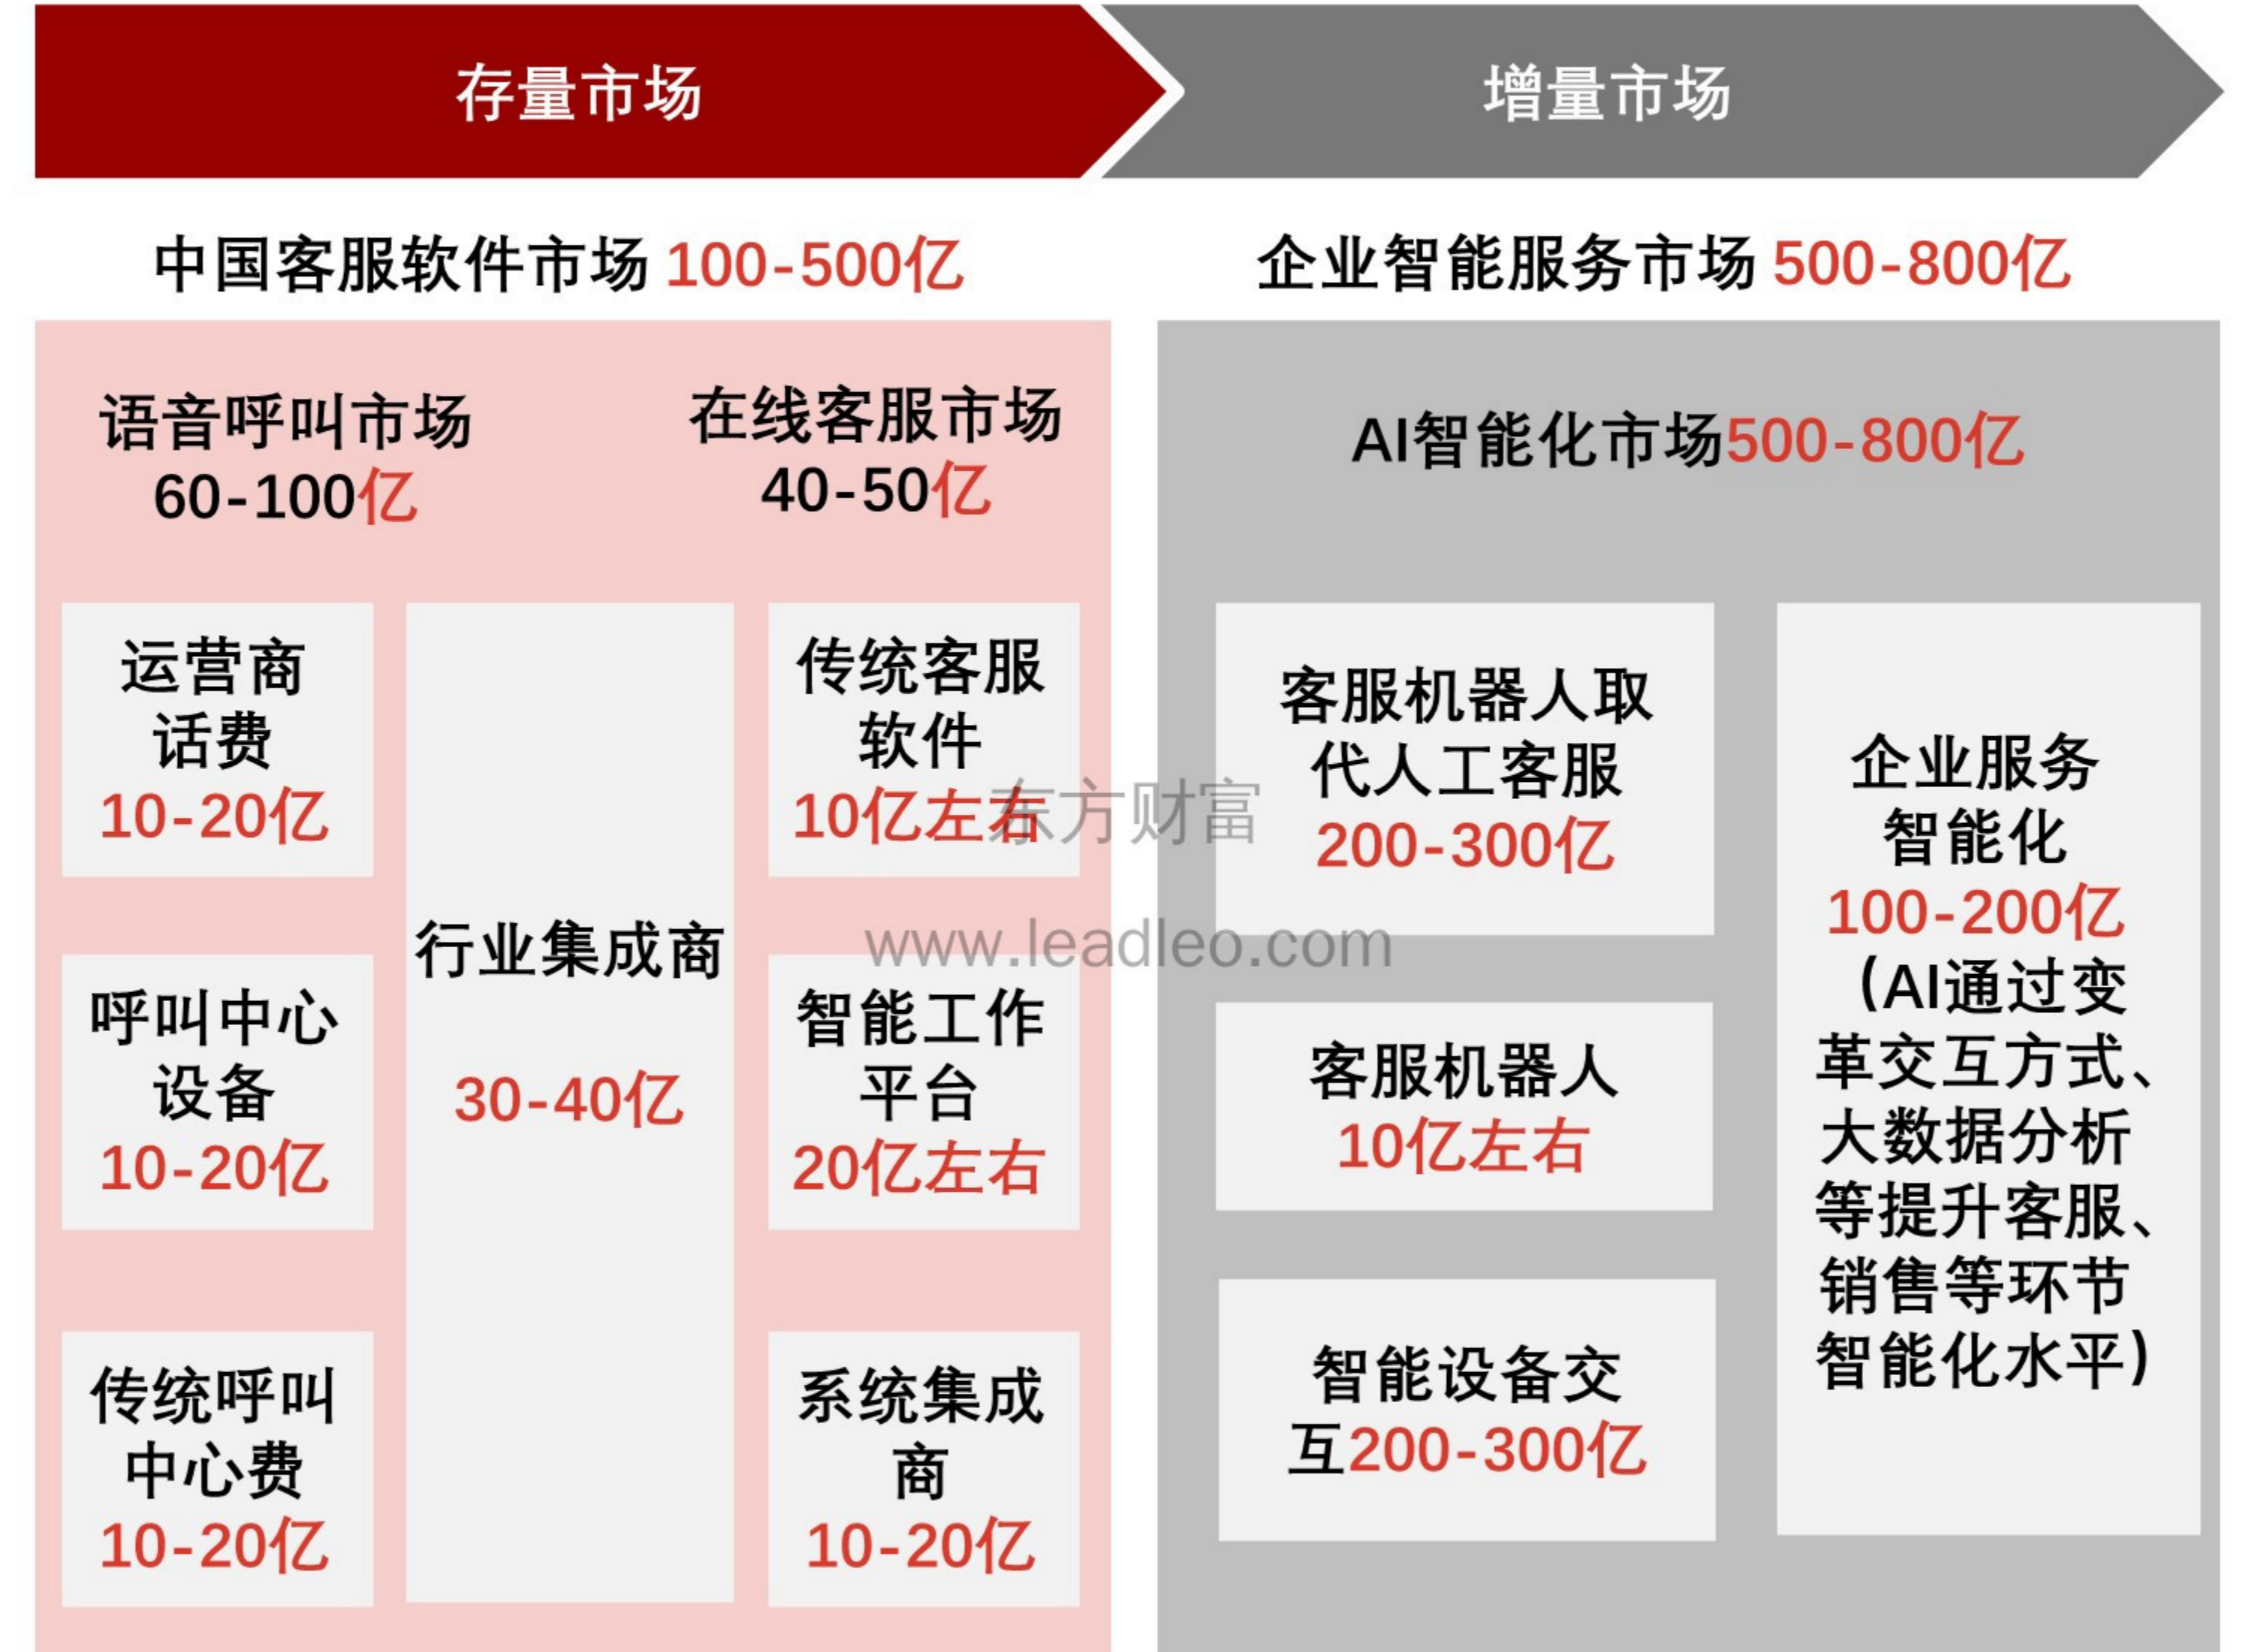 存量市场
增量市场
中国客服软件市场 100-500亿
企业智能服务市场 500-800亿
语音呼叫市场
60-100亿
在线客服市场
40-50亿
AI智能化市场500-800亿
运营商
话费
10-20亿
呼叫中心
设备
10-20亿
传统呼叫
中心费
10-20亿
行业集成商
30-40亿
传统客服
软件
10亿左右
智能工作
平台
20亿左右
系统集成
商
10-20亿
客服机器人取
代人工客服
200-300亿
客服机器人
10亿左右
智能设备交
互200-300亿
企业服务
智能化
100-200亿
(AI通过变
革交互方式、
大数据分析
等提升客服、
销售等环节
智能化水平)
东方财富
www.leadleo.com